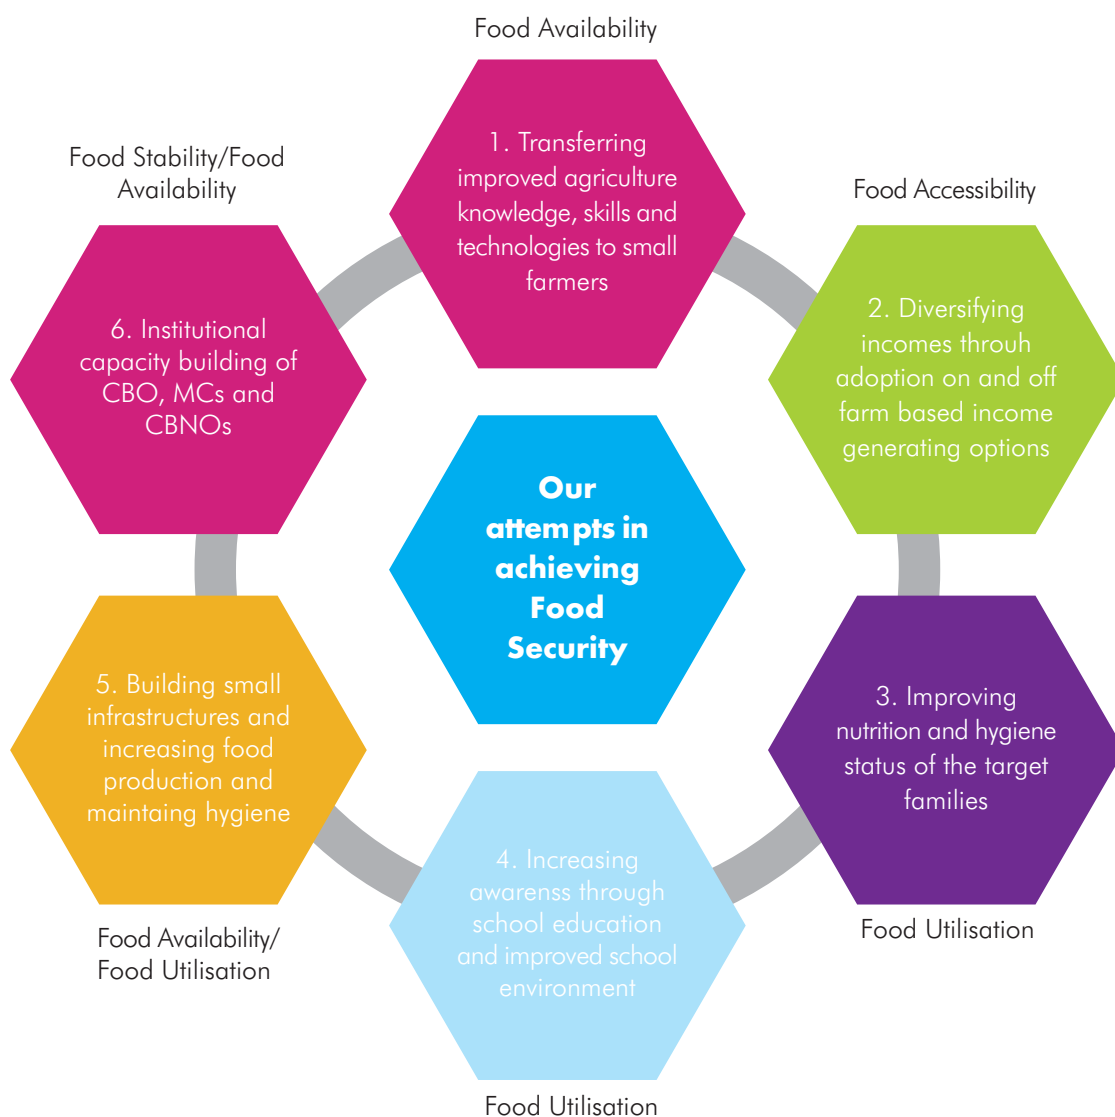 Food Availability
1. Transferring
improved agriculture
knowledge, skills and
technologies to small
farmers
Food Accessibility
2. Diversifying
incomes throuh
adoption on and off
farm based income
generating options
3. Improving
nutrition and hygiene
status of the target
families
Food Utilisation
4. Increasing
awarenss through
school education
and improved school
environment
Food Utilisation
5. Building small
infrastructures and
increasing food
production and
maintaing hygiene
Food Availability/
Food Utilisation
Food Stability/Food
Availability
6. Institutional
capacity building of
CBO, MCs and
CBNOs
Our
attempts in
achieving
Food
Security